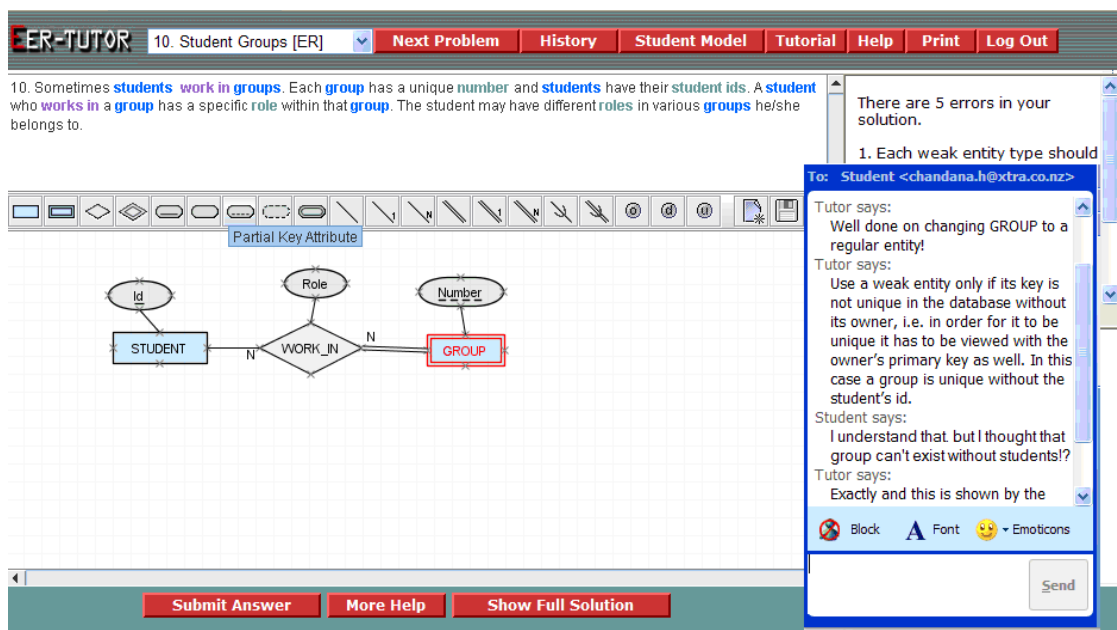 EER-TUTOR
10. Student Groups [ER]
Next Problem
History
Student Model
Tutorial
Help
Print
Log Out
10. Sometimes students work in groups. Each group has a unique number and students have their student ids. A student
who works in a group has a specific role within that group. The student may have different roles in various groups he/she
belongs to.
There are 5 errors in your
solution.
1. Each weak entity type should
1
N
1
N
o
d
u
Partial Key Attribute
Id
Role
Number
STUDENT
N
WORK_IN
N
GROUP
To: Student <chandana.h@xtra.co.nz>
Tutor says:
Well done on changing GROUP to a
regular entity!
Tutor says:
Use a weak entity only if its key is
not unique in the database without
its owner, i.e. in order for it to be
unique it has to be viewed with the
owner's primary key as well. In this
case a group is unique without the
student's id.
Student says:
I understand that. but I thought that
group can't exist without students!?
Tutor says:
Exactly and this is shown by the
Block
A Font
Emoticons
Send
Submit Answer
More Help
Show Full Solution